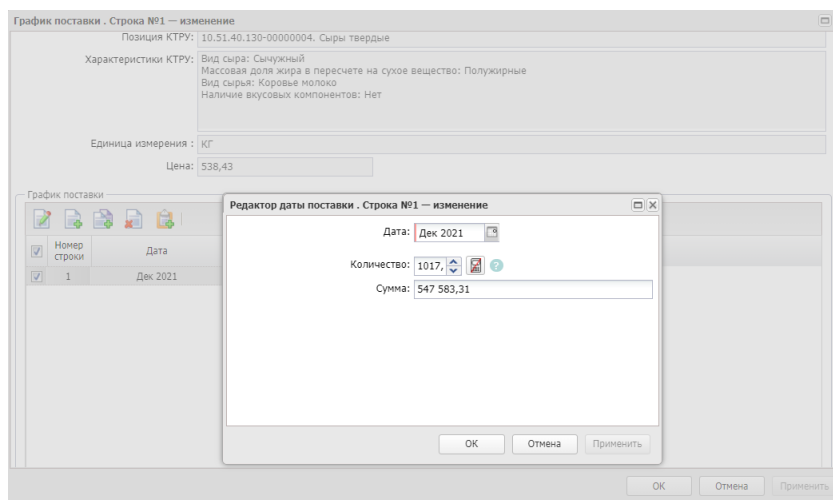 График поставки . Строка №1 — изменение
Позиция КТРУ: 10.51.40.130-00000004. Сыры твердые
Характеристики КТРУ: Вид сыра: Сычужный
Массовая доля жира в пересчете на сухое вещество: Полужирные
Вид сырья: Коровье молоко
Наличие вкусовых компонентов: Нет
Единица измерения : КГ
Цена: 538,43
График поставки
Номер строки Дата
1 Дек 2021
Редактор даты поставки . Строка №1 — изменение
Дата: Дек 2021
Количество: 1017, ?
Сумма: 547 583,31
ОК Отмена Применить
ОК Отмена Применить